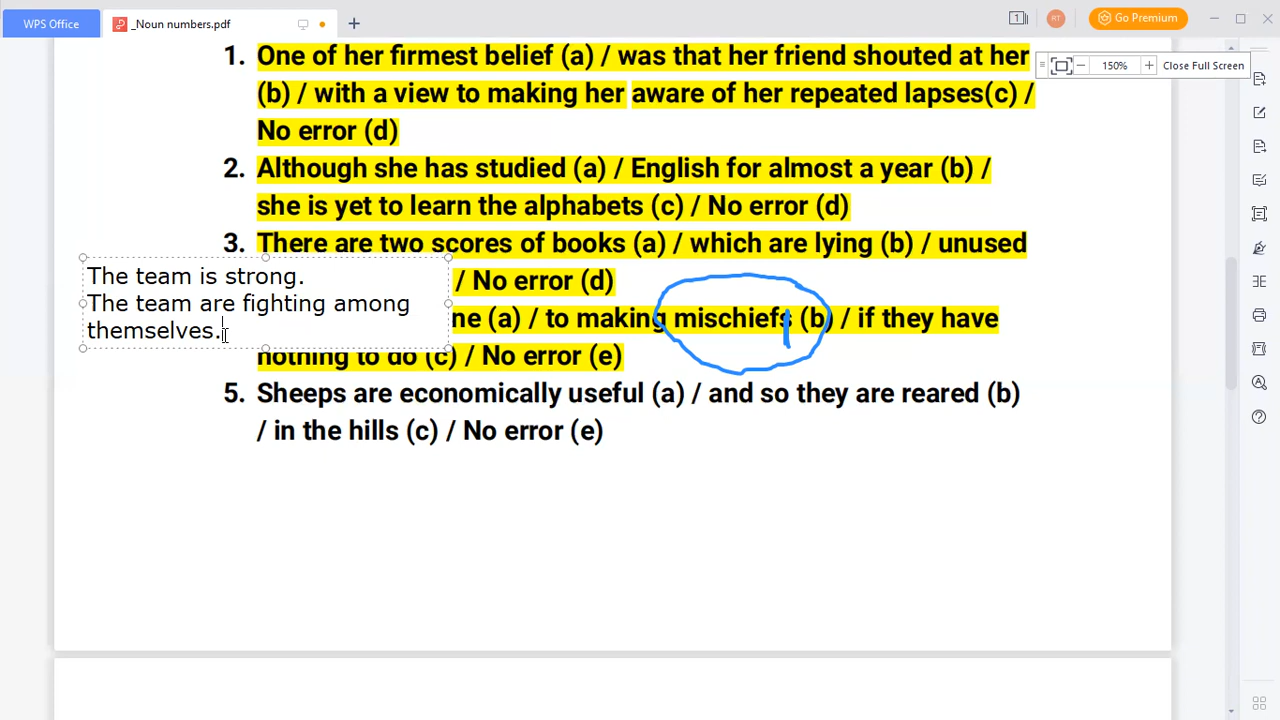 WPS Office
_Noun numbers.pdf
1
RT
Go Premium
150%
Close Full Screen
1. One of her firmest belief (a) / was that her friend shouted at her
(b) / with a view to making her aware of her repeated lapses(c) /
No error (d)
2. Although she has studied (a) / English for almost a year (b) /
she is yet to learn the alphabets (c) / No error (d)
3. There are two scores of books (a) / which are lying (b) / unused
The team is strong.
/ No error (d)
The team are fighting among
ne (a) / to making mischiefs (b) / if they have
themselves.
nothing to do (c) / No error (e)
5. Sheeps are economically useful (a) / and so they are reared (b)
/ in the hills (c) / No error (e)